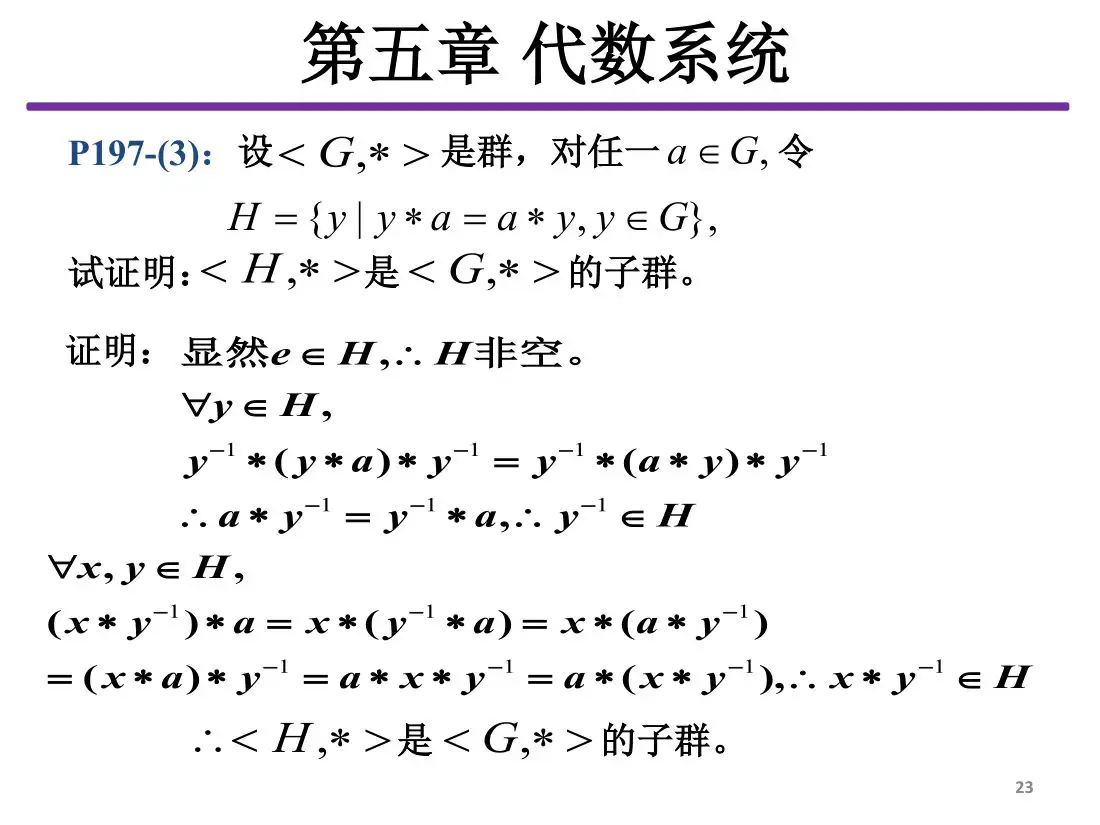 第五章 代数系统
P197-(3)：设< G,* >是群，对任一 a ∈ G, 令
H = {y | y * a = a * y, y ∈ G},
试证明：< H,* >是< G,* >的子群。
证明： 显然e ∈ H,∴ H非空。
∀y ∈ H,
y⁻¹ * (y * a) * y⁻¹ = y⁻¹ * (a * y) * y⁻¹
∴ a * y⁻¹ = y⁻¹ * a,∴ y⁻¹ ∈ H
∀x, y ∈ H,
(x * y⁻¹) * a = x * (y⁻¹ * a) = x * (a * y⁻¹)
= (x * a) * y⁻¹ = a * x * y⁻¹ = a * (x * y⁻¹),∴ x * y⁻¹ ∈ H
∴< H,* >是< G,* >的子群。
23